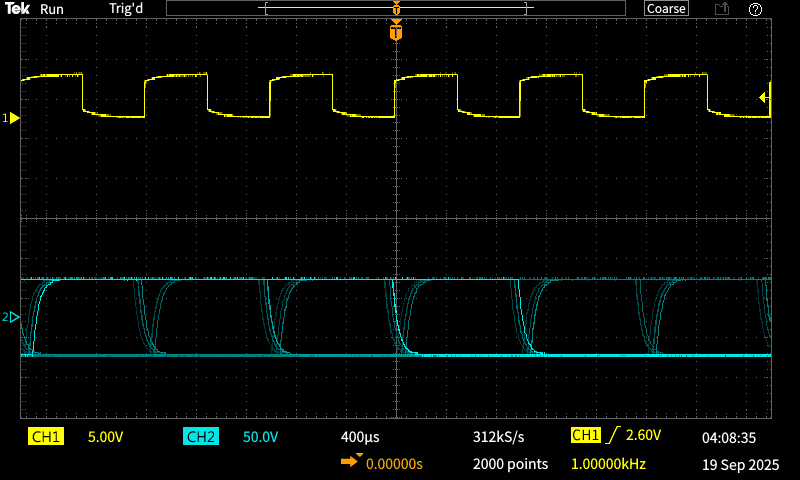 Tek Run Trig'd T Coarse ?
T
1
2
CH1 5.00V CH2 50.0V 400µs 312kS/s CH1 2.60V 04:08:35
0.00000s 2000 points 1.00000kHz 19 Sep 2025